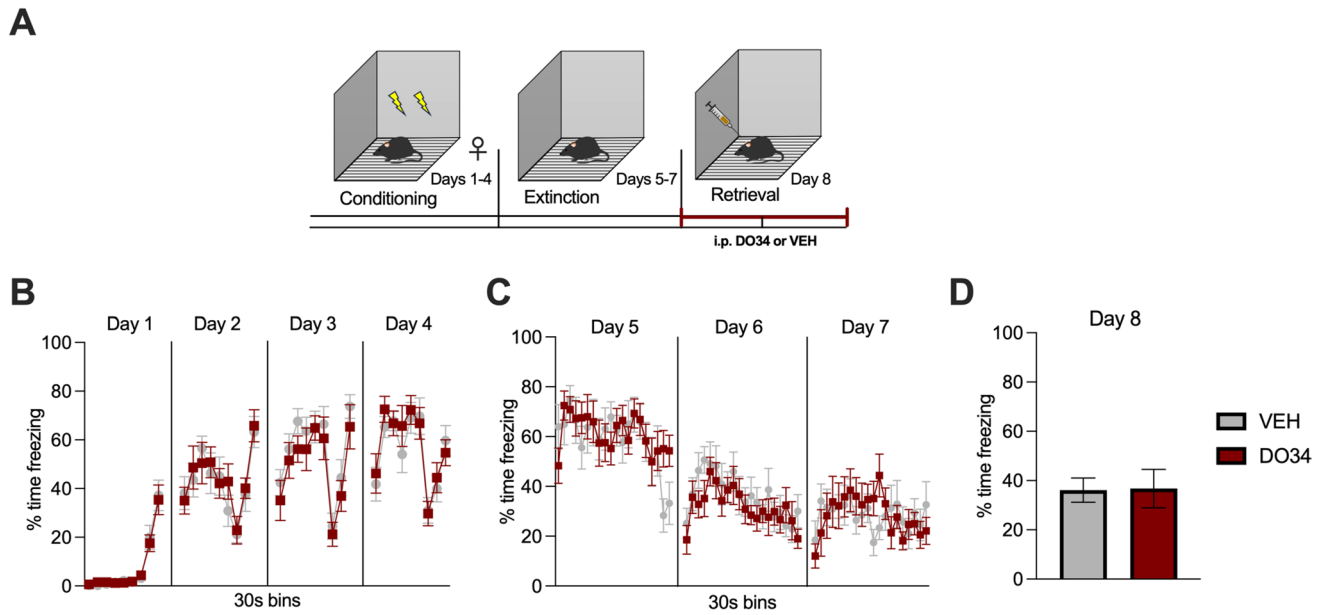 A
♀
Days 1-4
Days 5-7
Day 8
Conditioning
Extinction
Retrieval
i.p. DO34 or VEH
B
Day 1
Day 2
Day 3
Day 4
% time freezing
100
80
60
40
20
0
30s bins
C
Day 5
Day 6
Day 7
% time freezing
100
80
60
40
20
0
30s bins
D
Day 8
% time freezing
100
80
60
40
20
0
VEH
DO34